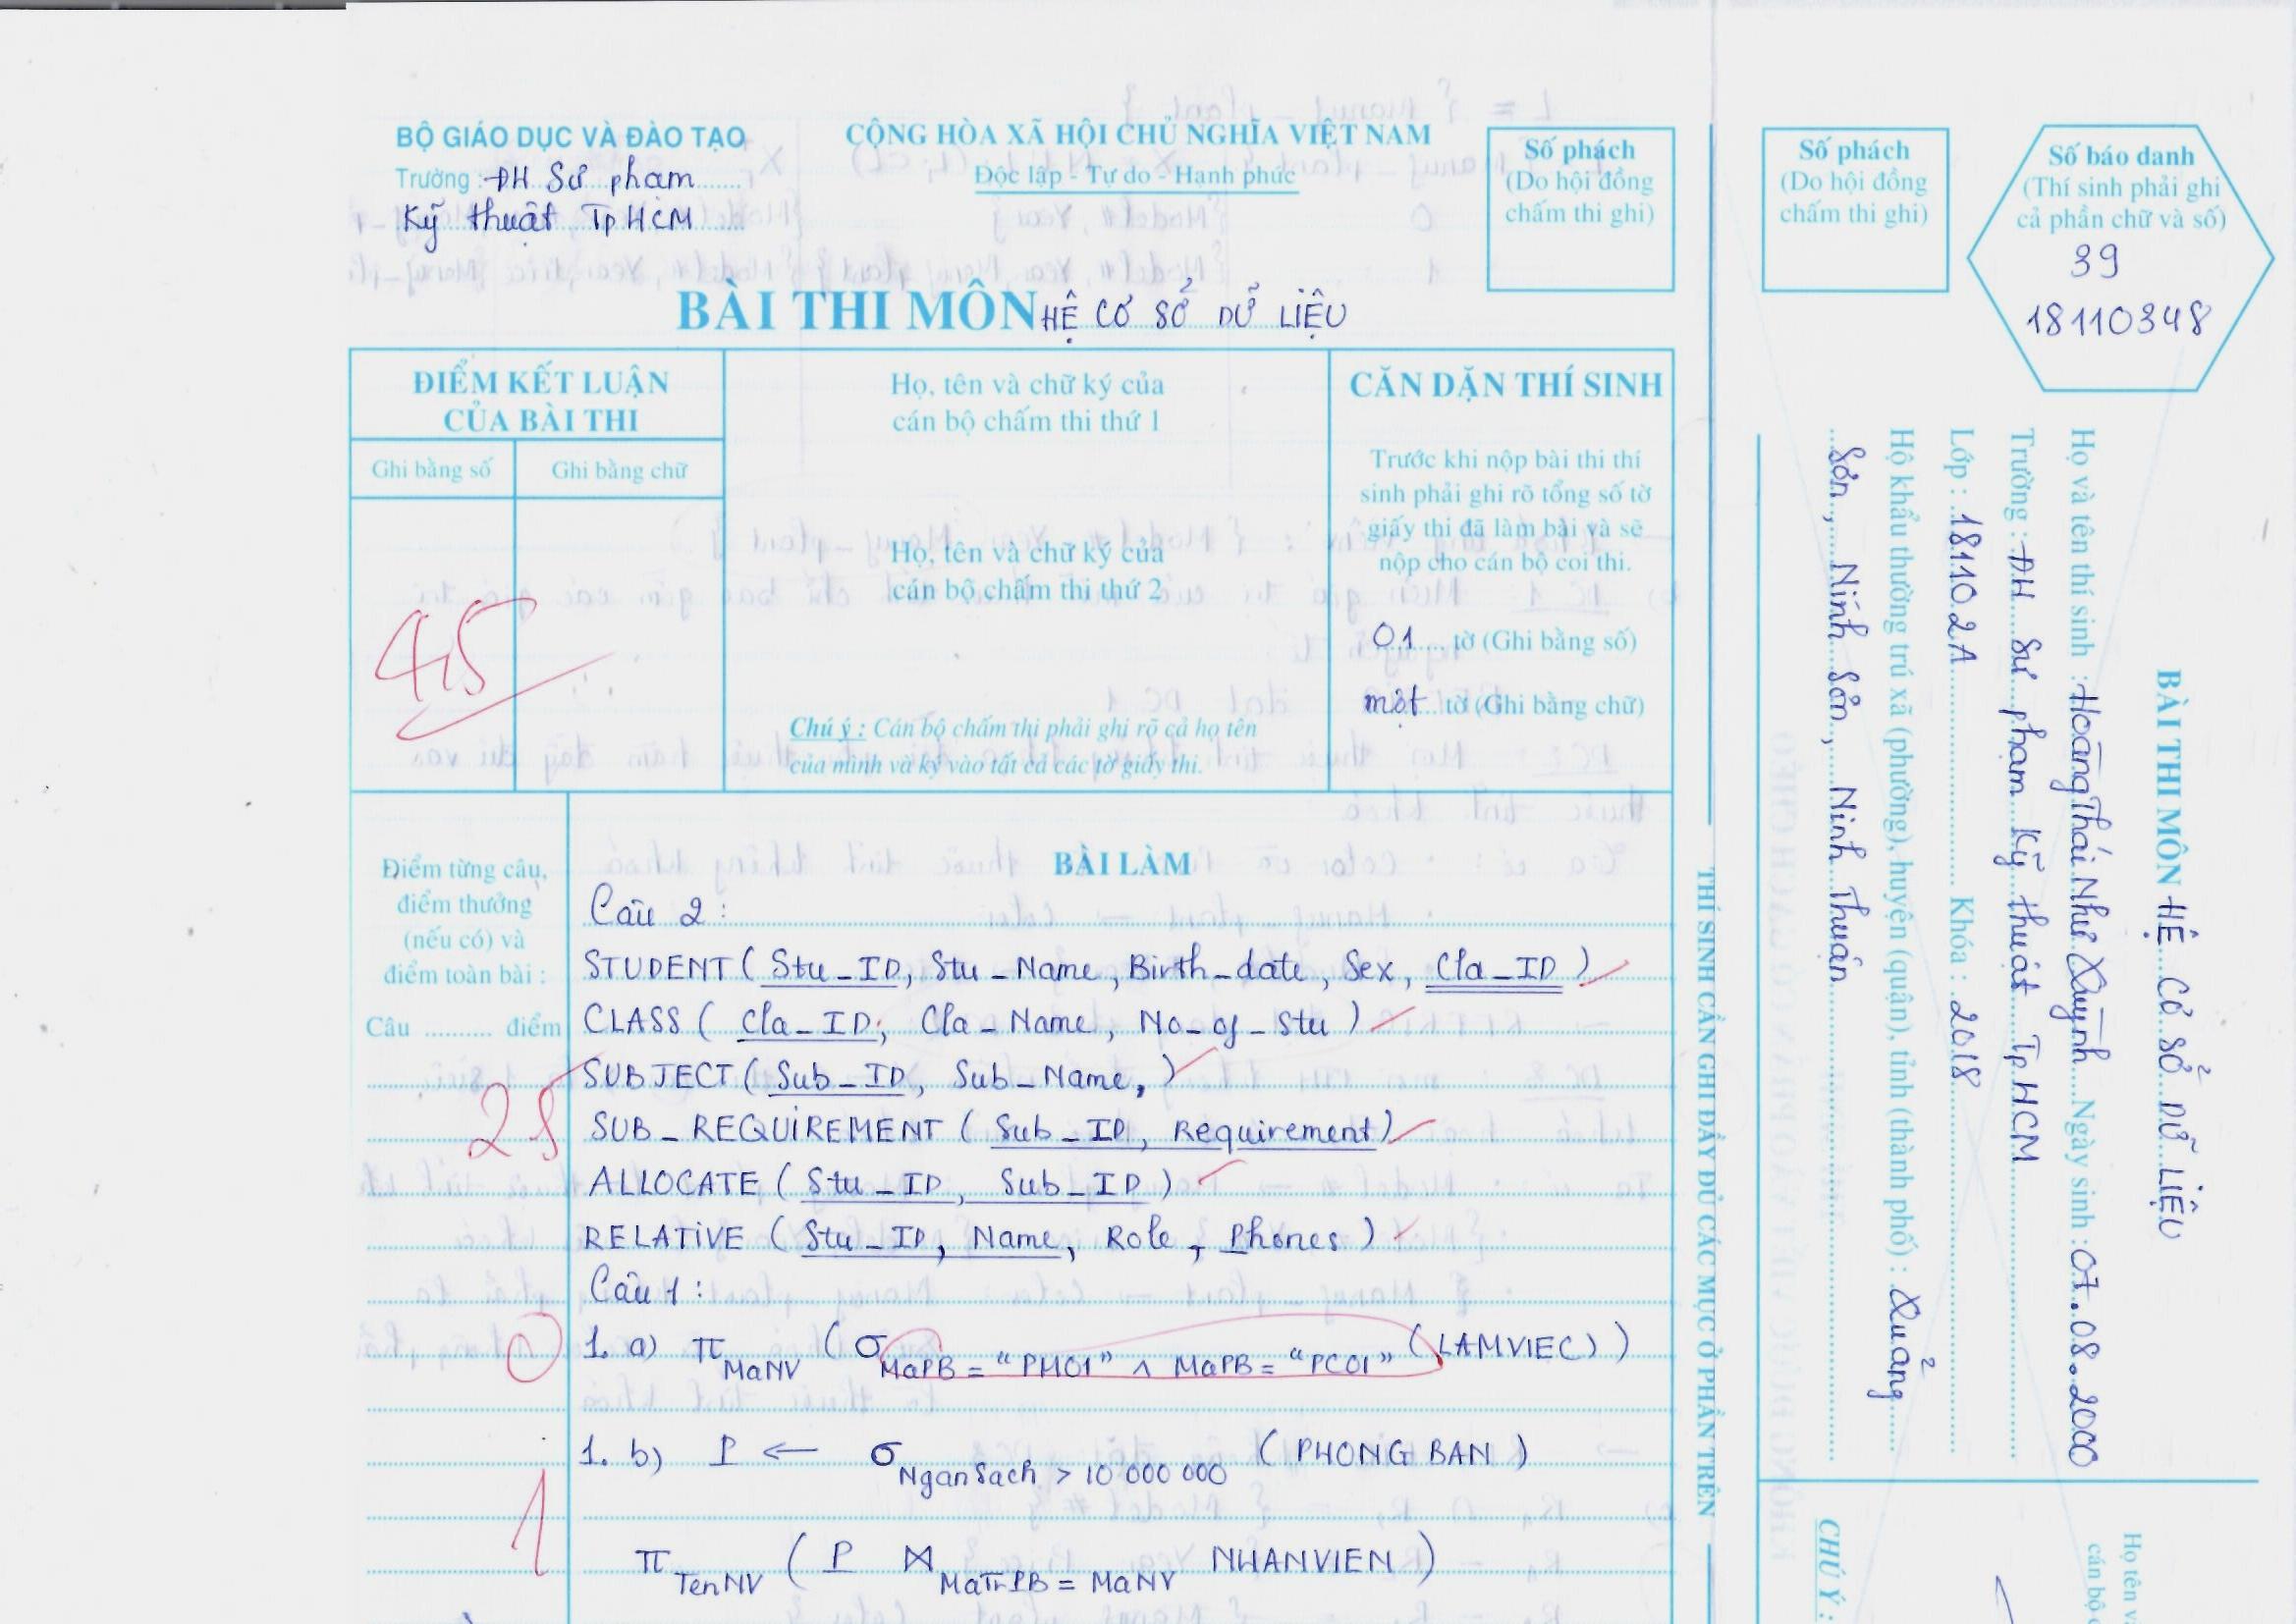 BỘ GIÁO DỤC VÀ ĐÀO TẠO
Trường : ĐH Sư phạm
Kỹ thuật Tp HCM
CỘNG HÒA XÃ HỘI CHỦ NGHĨA VIỆT NAM
Độc lập - Tự do - Hạnh phúc
Số phách
(Do hội đồng
chấm thi ghi)
BÀI THI MÔN HỆ CƠ SỞ DỮ LIỆU
ĐIỂM KẾT LUẬN
CỦA BÀI THI
Ghi bằng số
Ghi bằng chữ
4,5
Họ, tên và chữ ký của
cán bộ chấm thi thứ 1
Họ, tên và chữ ký của
cán bộ chấm thi thứ 2
Chú ý : Cán bộ chấm thi phải ghi rõ cả họ tên
của mình và ký vào tất cả các tờ giấy thi.
CĂN DẶN THÍ SINH
Trước khi nộp bài thi thí
sinh phải ghi rõ tổng số tờ
giấy thi đã làm bài và sẽ
nộp cho cán bộ coi thi.
01 tờ (Ghi bằng số)
một tờ (Ghi bằng chữ)
Điểm từng câu,
điểm thưởng
(nếu có) và
điểm toàn bài :
Câu .......... điểm
BÀI LÀM
Câu 2 :
STUDENT ( Stu_ID, Stu_Name, Birth_date, Sex, Cla_ID )
CLASS ( Cla_ID, Cla_Name, No_of_stu )
SUBJECT ( Sub_ID, Sub_Name, )
SUB_REQUIREMENT ( Sub_ID, Requirement )
2,5
ALLOCATE ( Stu_ID, Sub_ID )
RELATIVE ( Stu_ID, Name, Role, Phones )
Câu 1 :
0
1. a) π MaNV ( σ MaPB = “PH01” ∧ MaPB = “PC01” (LAMVIEC) )
1. b) P ← σ NganSach > 10 000 000 ( PHONG BAN )
1
π TenNV ( P ⋈ MaTrPB = MaNV NHANVIEN )
THÍ SINH CẦN GHI ĐẦY ĐỦ CÁC MỤC Ở PHẦN TRÊN
Số phách
(Do hội đồng
chấm thi ghi)
Số báo danh
(Thí sinh phải ghi
cả phần chữ và số)
39
18110348
BÀI THI MÔN HỆ CƠ SỞ DỮ LIỆU
Họ và tên thí sinh : Hoàng Thái Như Quỳnh Ngày sinh : 07.08.2000
Trường : ĐH Sư phạm Kỹ thuật Tp HCM
Lớp : 18110 2A Khóa : 2018
Hộ khẩu thường trú xã (phường), huyện (quận), tỉnh (thành phố) : Quảng
Sơn, Ninh Sơn, Ninh Thuận
CHÚ Ý :
Họ tên
cán bộ